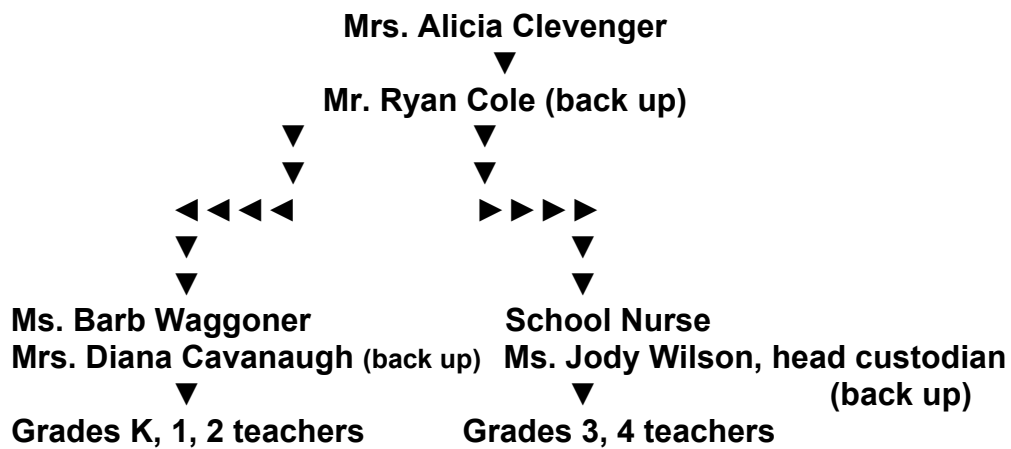 Mrs. Alicia Clevenger
▼
Mr. Ryan Cole (back up)
▼ ▼
▼ ▼
◄ ◄ ◄ ◄ ► ► ► ►
▼ ▼
▼ ▼
Ms. Barb Waggoner School Nurse
Mrs. Diana Cavanaugh (back up) Ms. Jody Wilson, head custodian
(back up)
▼ ▼
Grades K, 1, 2 teachers Grades 3, 4 teachers